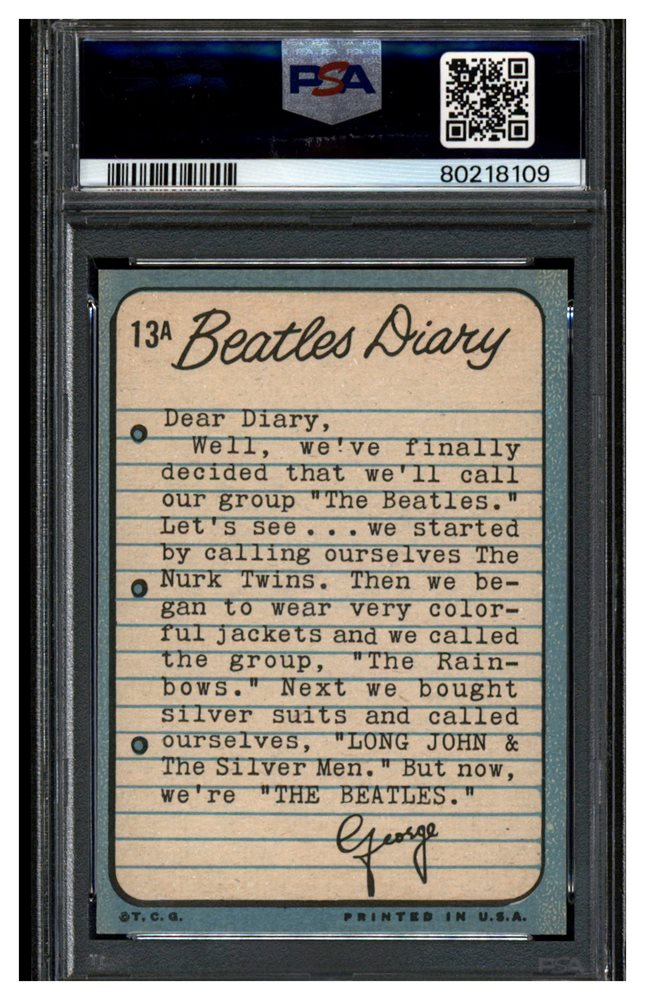 PSA
80218109
13A Beatles Diary
Dear Diary,
Well, we've finally
decided that we'll call
our group "The Beatles."
Let's see...we started
by calling ourselves The
Nurk Twins. Then we be-
gan to wear very color-
ful jackets and we called
the group, "The Rain-
bows." Next we bought
silver suits and called
ourselves, "LONG JOHN &
The Silver Men." But now,
we're "THE BEATLES."
George
©T.C.G. PRINTED IN U.S.A.
PSA